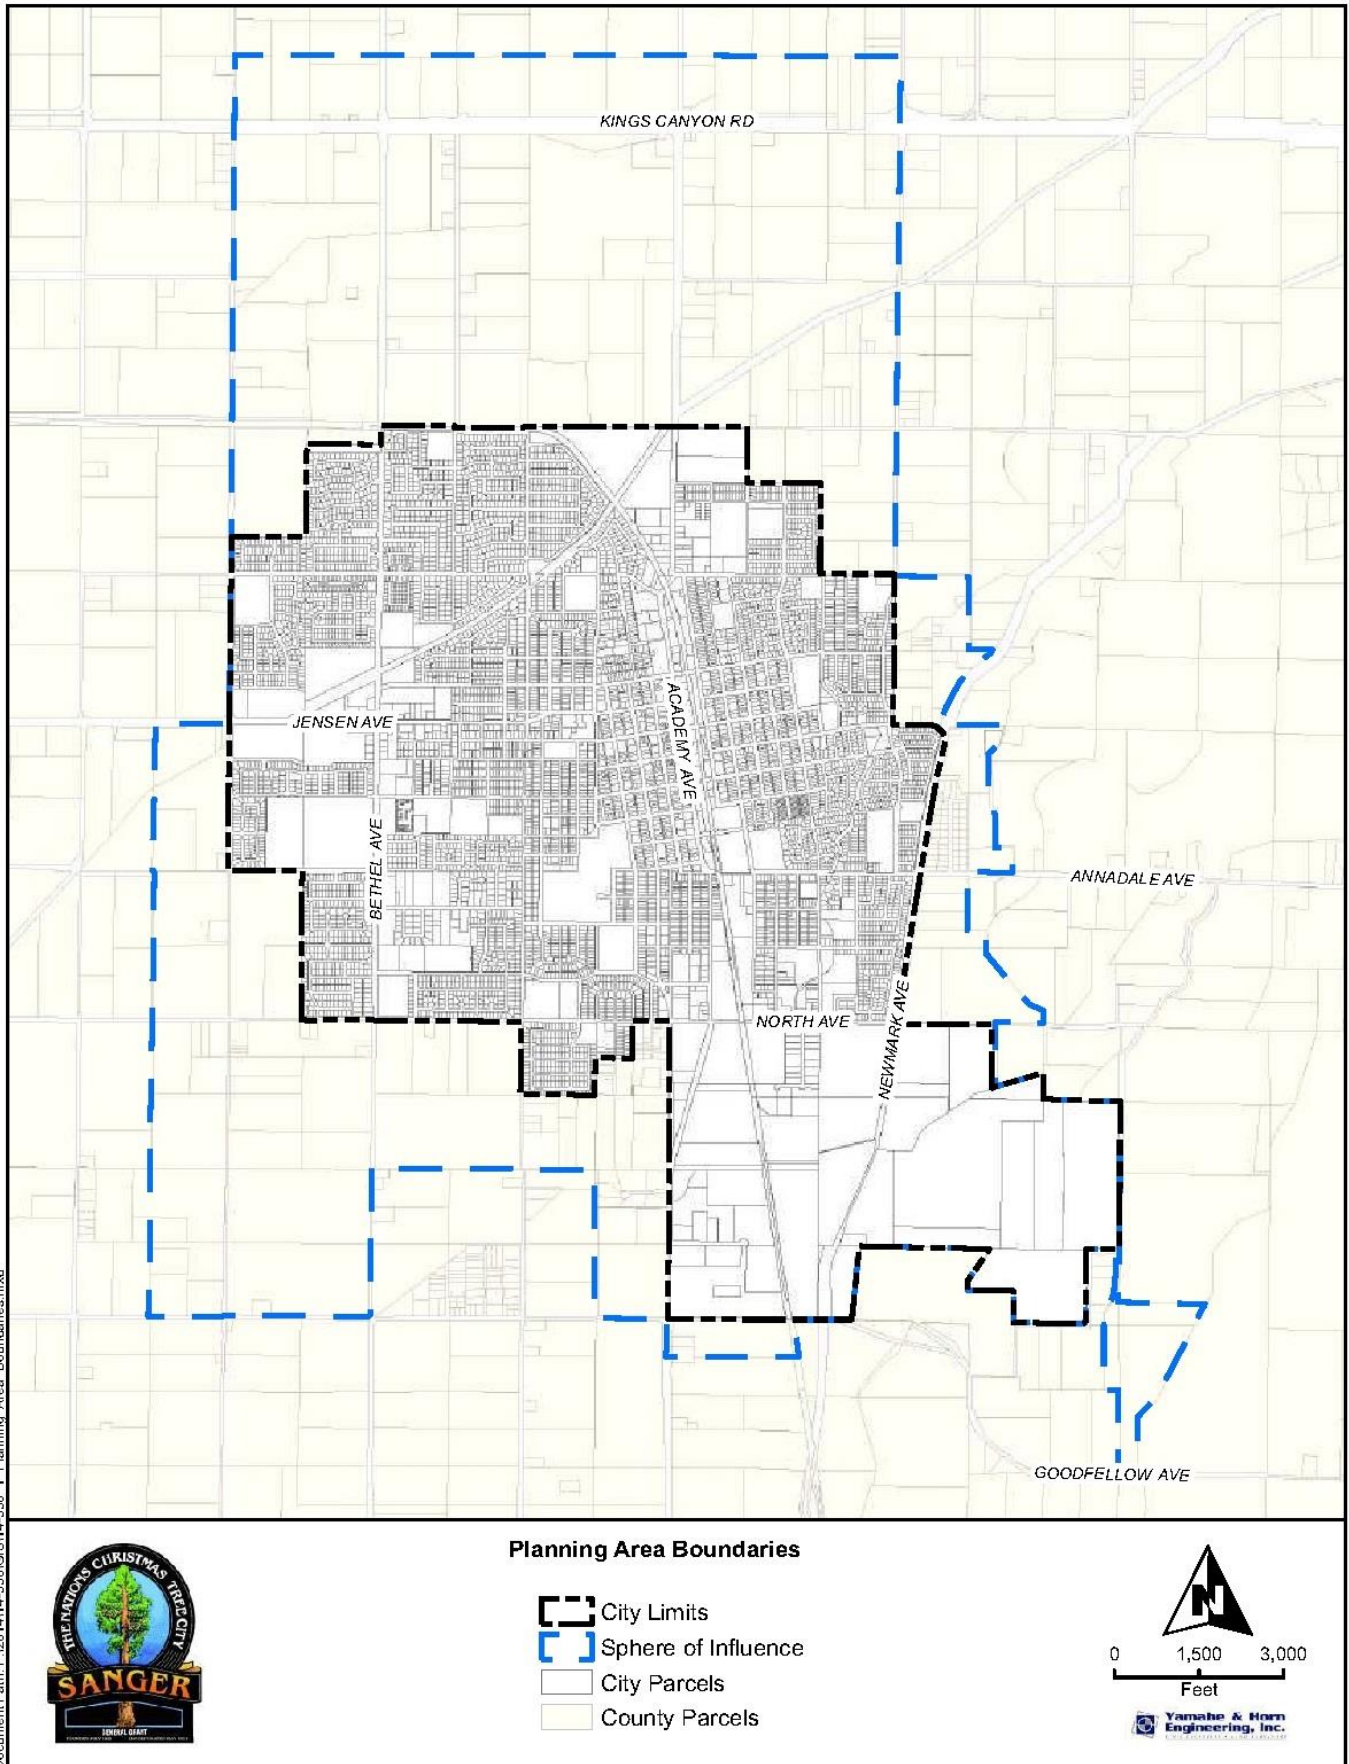 KINGS CANYON RD
ACADEMY AVE
JENSEN AVE
BETHEL AVE
ANNADALE AVE
NORTH AVE
NEWMARK AVE
GOODFELLOW AVE
Planning Area Boundaries
THE NATIONS CHRISTMAS TREE CITY
SANGER
GENERAL GRANT
City Limits
Sphere of Influence
City Parcels
County Parcels
N
0 1,500 3,000
Feet
Yamabe & Horn
Engineering, Inc.